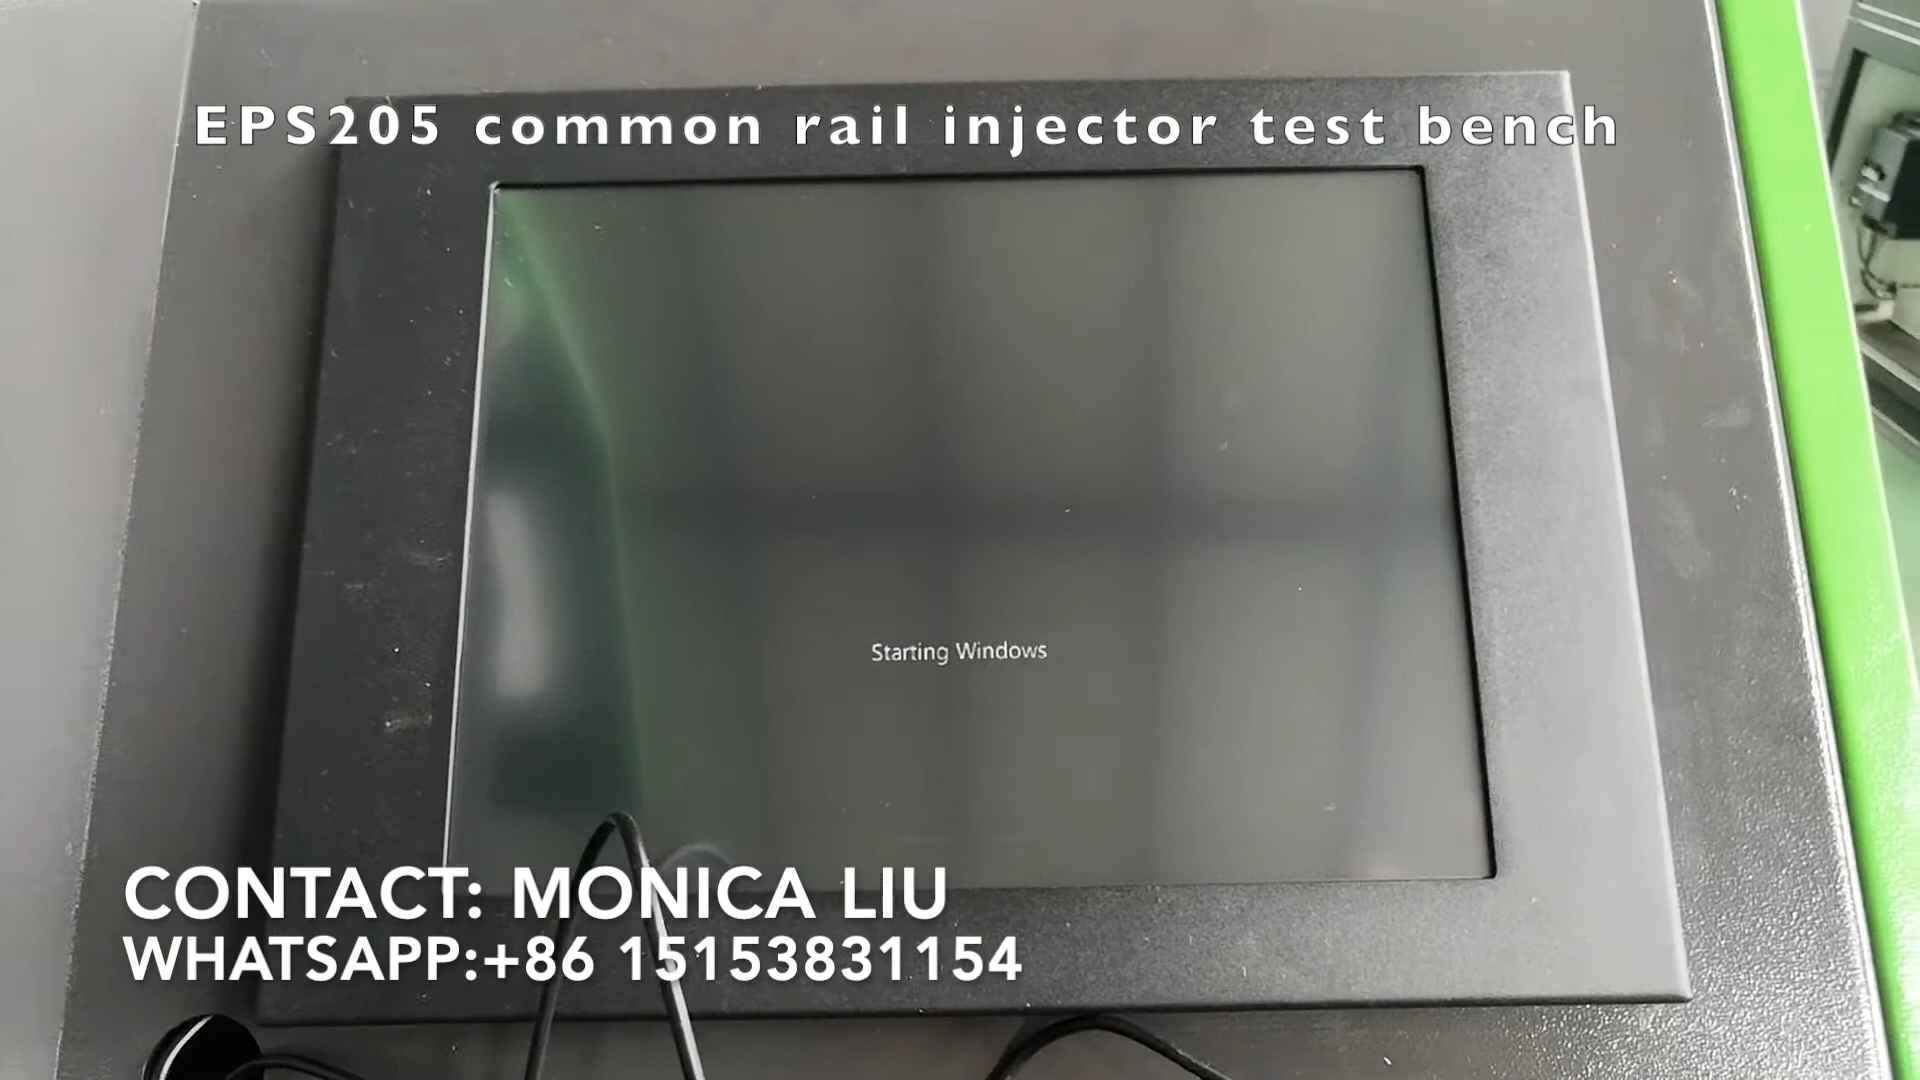 EPS205 common rail injector test bench
Starting Windows
CONTACT: MONICA LIU
WHATSAPP:+86 15153831154